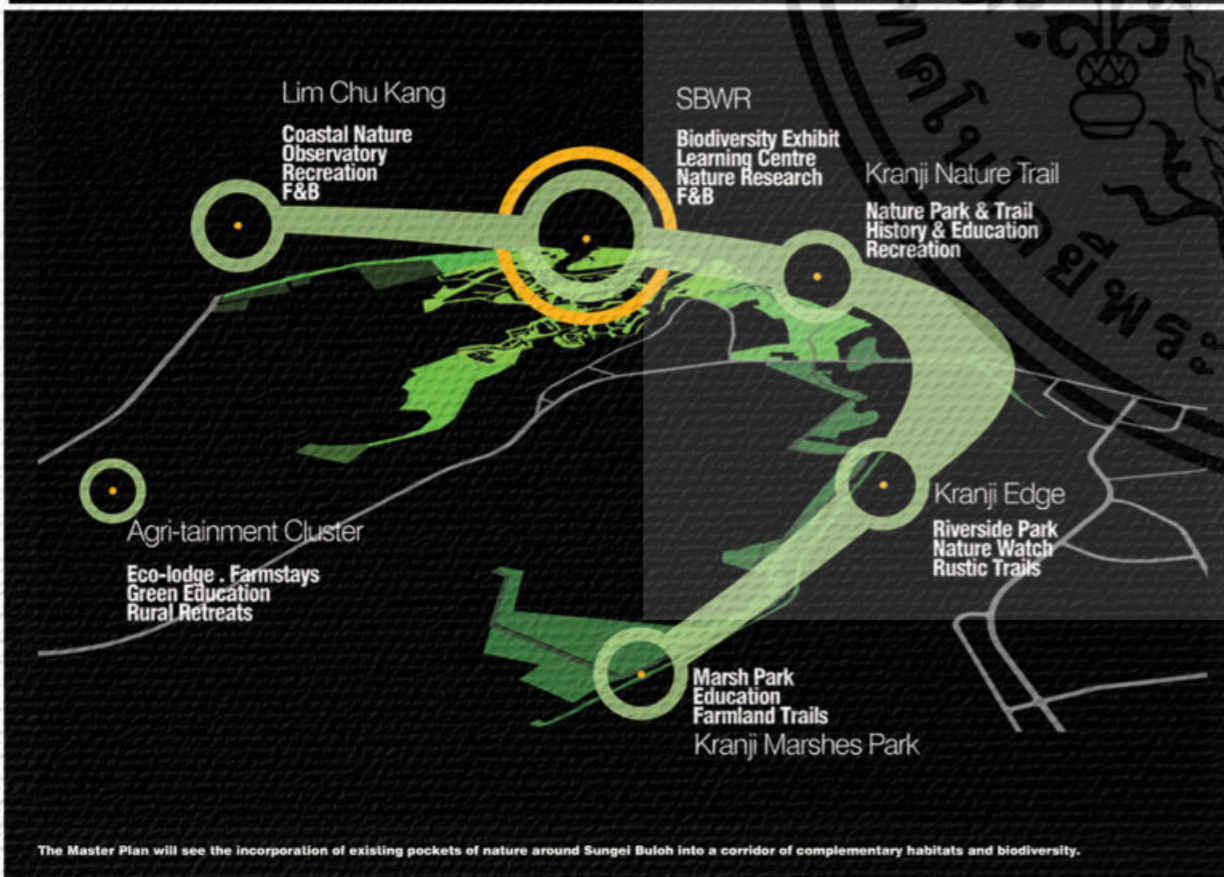 Lim Chu Kang
Coastal Nature
Observatory
Recreation
F&B
SBWR
Biodiversity Exhibit
Learning Centre
Nature Research
F&B
Kranji Nature Trail
Nature Park & Trail
History & Education
Recreation
Agri-tainment Cluster
Eco-lodge . Farmstays
Green Education
Rural Retreats
Kranji Edge
Riverside Park
Nature Watch
Rustic Trails
Marsh Park
Education
Farmland Trails
Kranji Marshes Park
The Master Plan will see the incorporation of existing pockets of nature around Sungei Buloh into a corridor of complementary habitats and biodiversity.